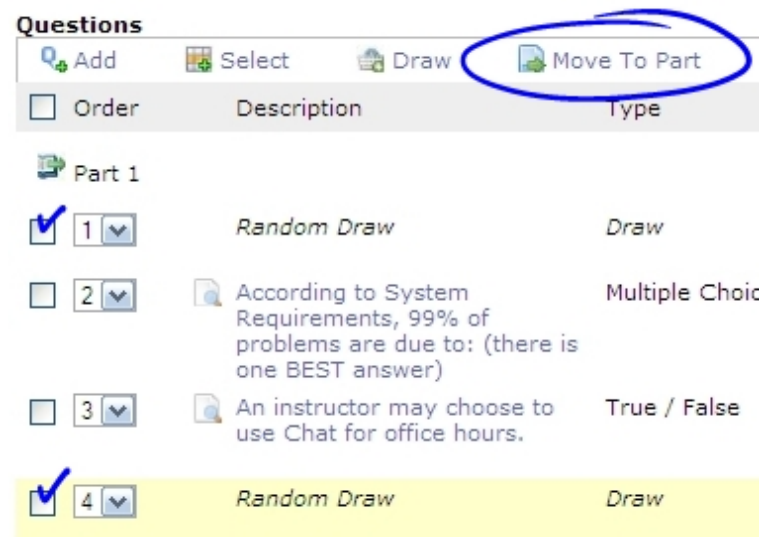 Questions
Add Select Draw Move To Part
Order Description Type
Part 1
1 Random Draw Draw
2 According to System Multiple Choic
Requirements, 99% of
problems are due to: (there is
one BEST answer)
3 An instructor may choose to True / False
use Chat for office hours.
4 Random Draw Draw